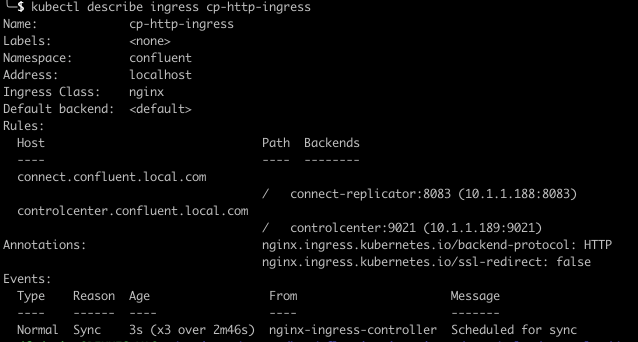 $ kubectl describe ingress cp-http-ingress
Name:             cp-http-ingress
Labels:           <none>
Namespace:        confluent
Address:          localhost
Ingress Class:    nginx
Default backend:  <default>
Rules:
  Host                              Path  Backends
  ----                              ----  --------
  connect.confluent.local.com
                                    /   connect-replicator:8083 (10.1.1.188:8083)
  controlcenter.confluent.local.com
                                    /   controlcenter:9021 (10.1.1.189:9021)
Annotations:                        nginx.ingress.kubernetes.io/backend-protocol: HTTP
                                    nginx.ingress.kubernetes.io/ssl-redirect: false
Events:
  Type    Reason  Age                  From                      Message
  ----    ------  ----                 ----                      -------
  Normal  Sync    3s (x3 over 2m46s)  nginx-ingress-controller  Scheduled for sync